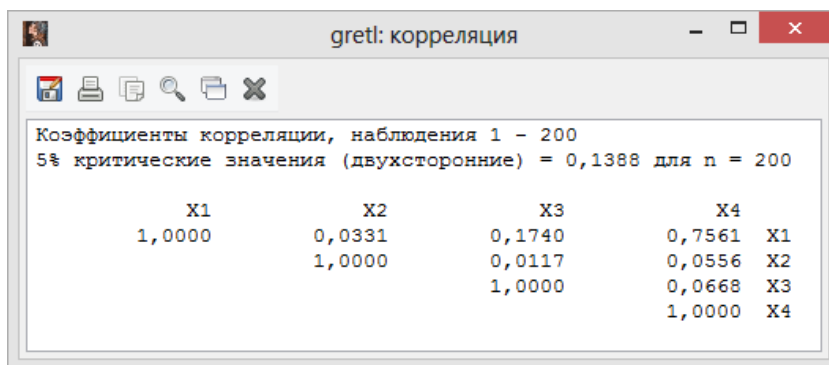 gretl: корреляция
Коэффициенты корреляции, наблюдения 1 - 200
5% критические значения (двухсторонние) = 0,1388 для n = 200
X1 X2 X3 X4
1,0000 0,0331 0,1740 0,7561 X1
1,0000 0,0117 0,0556 X2
1,0000 0,0668 X3
1,0000 X4